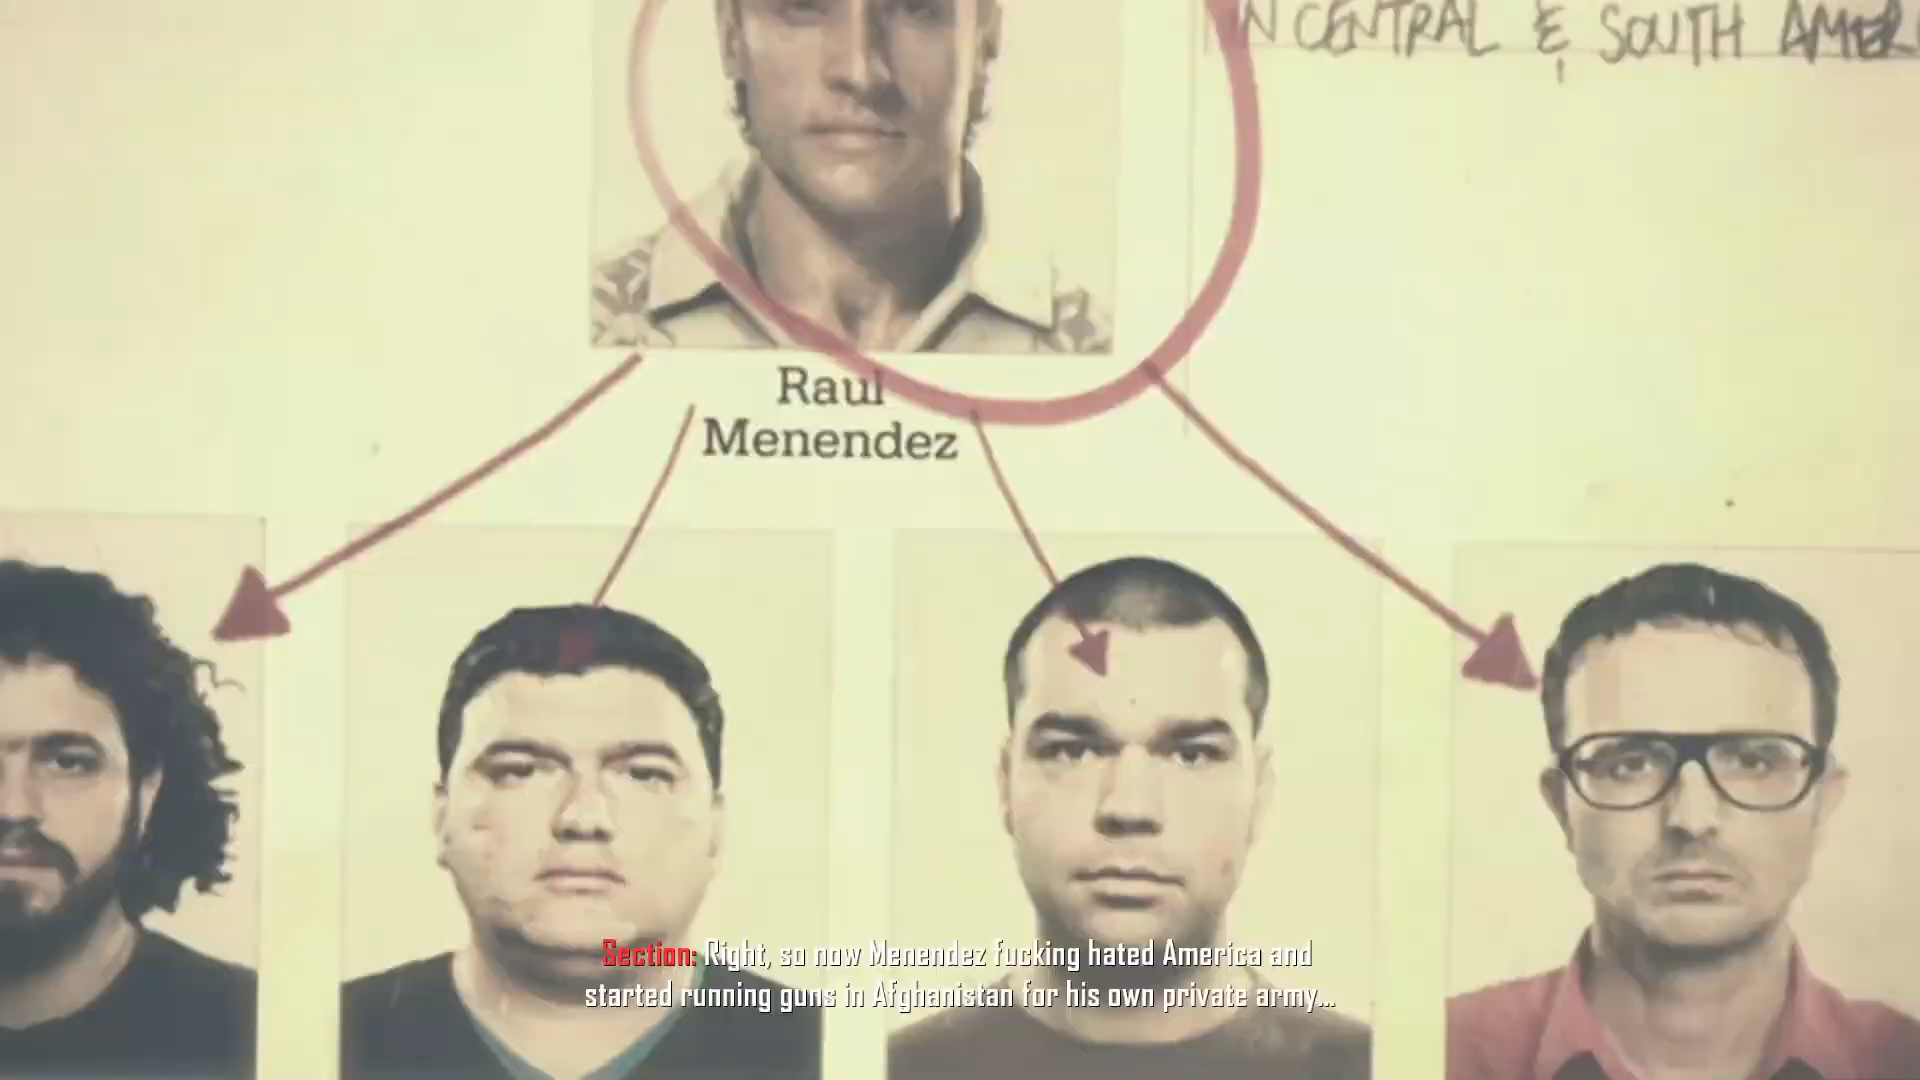 N CENTRAL & SOUTH AMER
Raul
Menendez
Section: Right, so now Menendez fucking hated America and
started running guns in Afghanistan for his own private army...